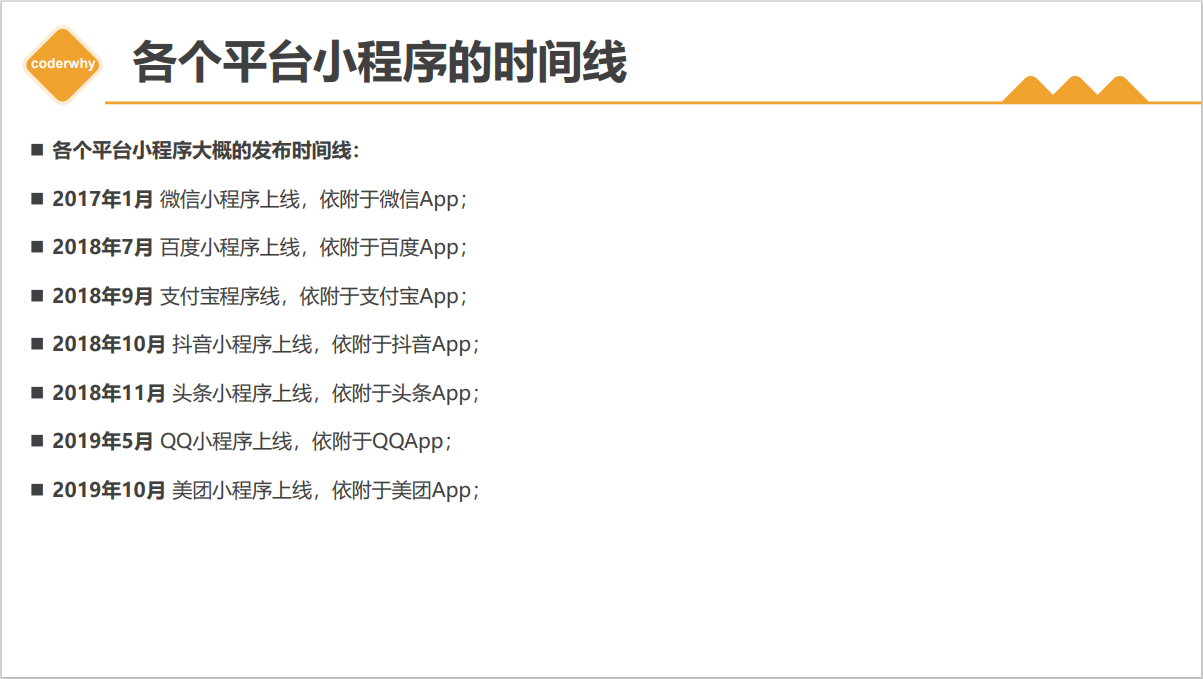 coderwhy
各个平台小程序的时间线
各个平台小程序大概的发布时间线：
2017年1月 微信小程序上线，依附于微信App；
2018年7月 百度小程序上线，依附于百度App；
2018年9月 支付宝程序线，依附于支付宝App；
2018年10月 抖音小程序上线，依附于抖音App；
2018年11月 头条小程序上线，依附于头条App；
2019年5月 QQ小程序上线，依附于QQApp；
2019年10月 美团小程序上线，依附于美团App；